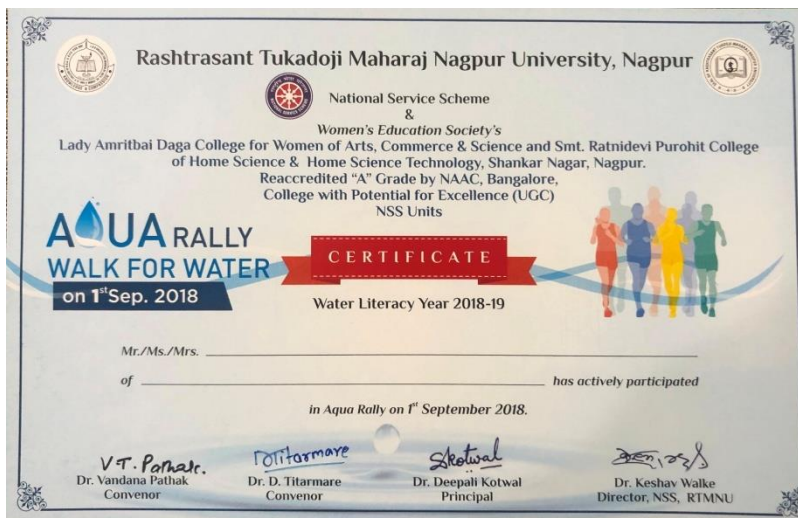 Rashtrasant Tukadoji Maharaj Nagpur University, Nagpur
National Service Scheme
&
Women's Education Society's
Lady Amritbai Daga College for Women of Arts, Commerce & Science and Smt. Ratnidevi Purohit College
of Home Science & Home Science Technology, Shankar Nagar, Nagpur.
Reaccredited "A" Grade by NAAC, Bangalore,
College with Potential for Excellence (UGC)
NSS Units
AQUA RALLY
WALK FOR WATER
on 1st Sep. 2018
CERTIFICATE
Water Literacy Year 2018-19
Mr./Ms./Mrs.
of has actively participated
in Aqua Rally on 1st September 2018.
V.T. Pathak. DTitarmare Skotwal
Dr. Vandana Pathak Dr. D. Titarmare Dr. Deepali Kotwal Dr. Keshav Walke
Convenor Convenor Principal Director, NSS, RTMNU